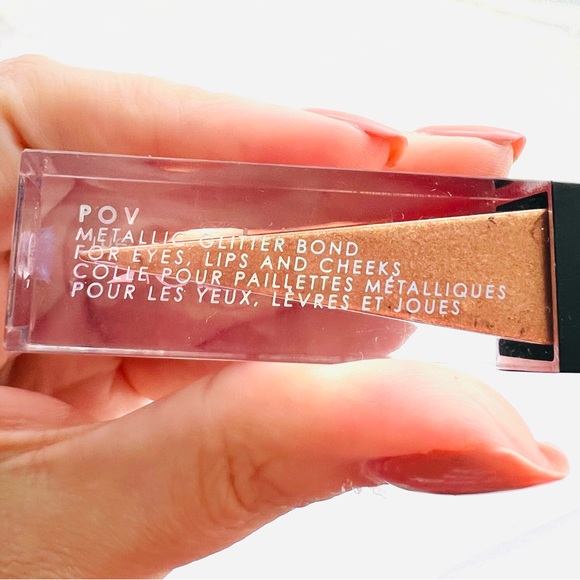 POV
METALLIC GLITTER BOND
FOR EYES, LIPS AND CHEEKS
COLLE POUR PAILLETTES MÉTALLIQUES
POUR LES YEUX, LÈVRES ET JOUES